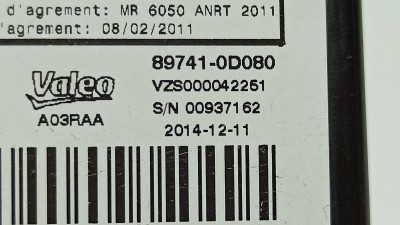 d'agrement: MR 6050 ANRT 2011
'agrement: 08/02/2011
89741-0D080
Valeo
VZS000042251
S/N 00937162
A03RAA
2014-12-11